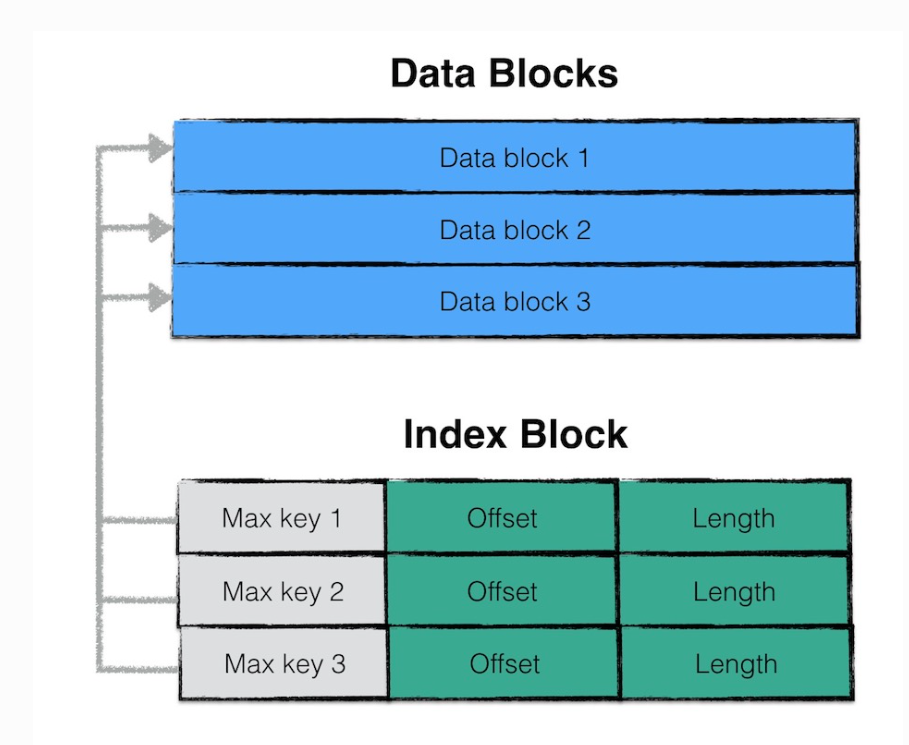 Data Blocks
Data block 1
Data block 2
Data block 3
Index Block
Max key 1 Offset Length
Max key 2 Offset Length
Max key 3 Offset Length